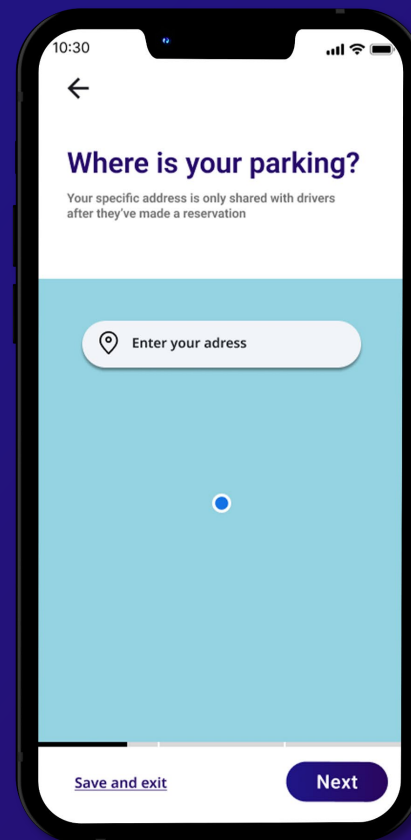 10:30
Where is your parking?
Your specific address is only shared with drivers
after they've made a reservation
Enter your adress
Save and exit
Next